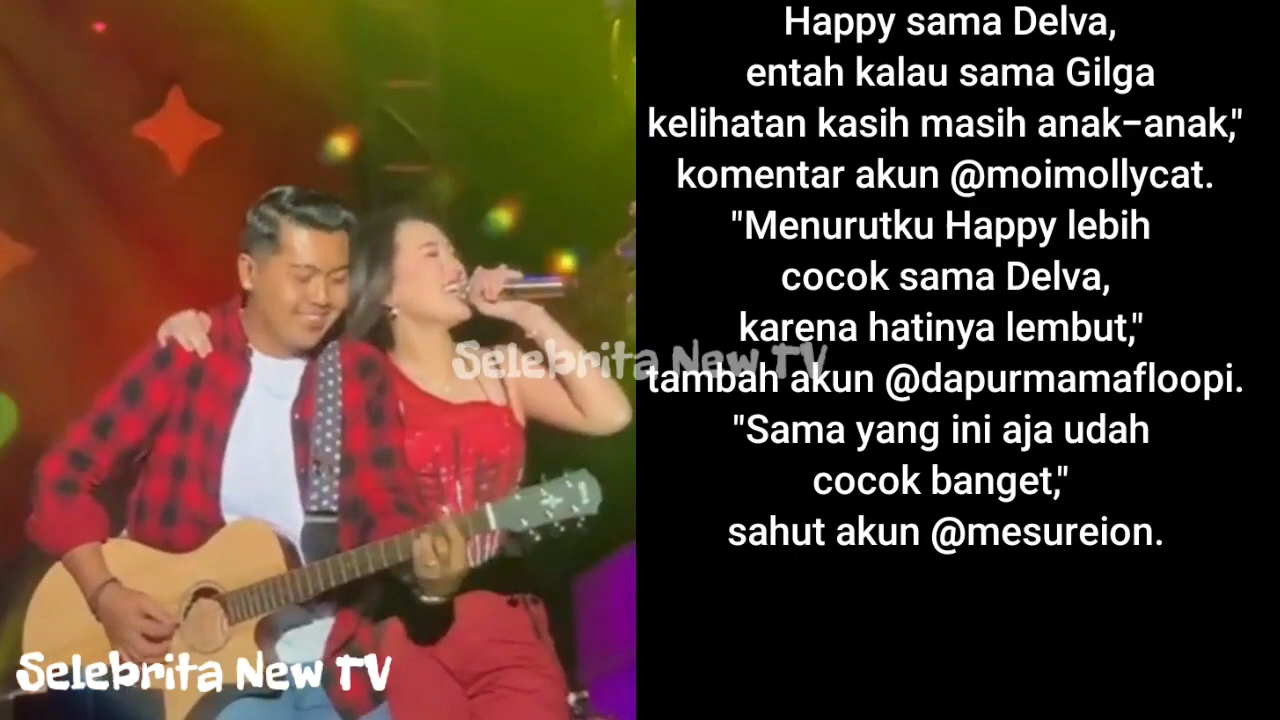 Happy sama Delva,
entah kalau sama Gilga
kelihatan kasih masih anak-anak,"
komentar akun @moimollycat.
"Menurutku Happy lebih
cocok sama Delva,
karena hatinya lembut,"
Selebrita New TV
tambah akun @dapurmamafloopi.
"Sama yang ini aja udah
cocok banget,"
sahut akun @mesureion.
Selebrita New TV